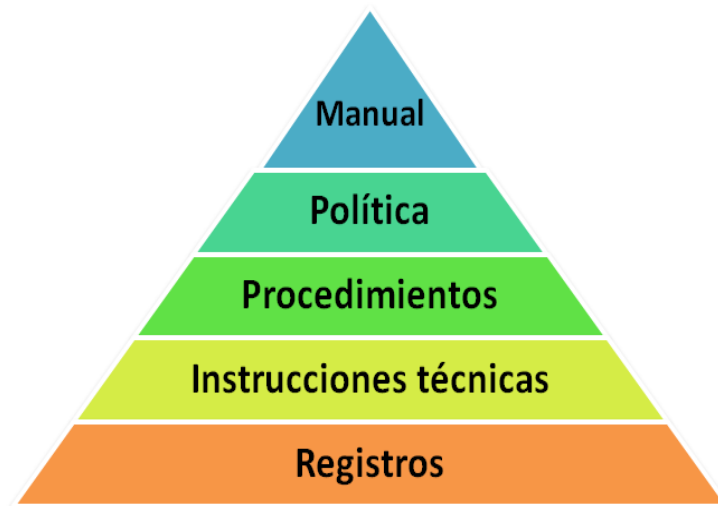 Manual
Política
Procedimientos
Instrucciones técnicas
Registros